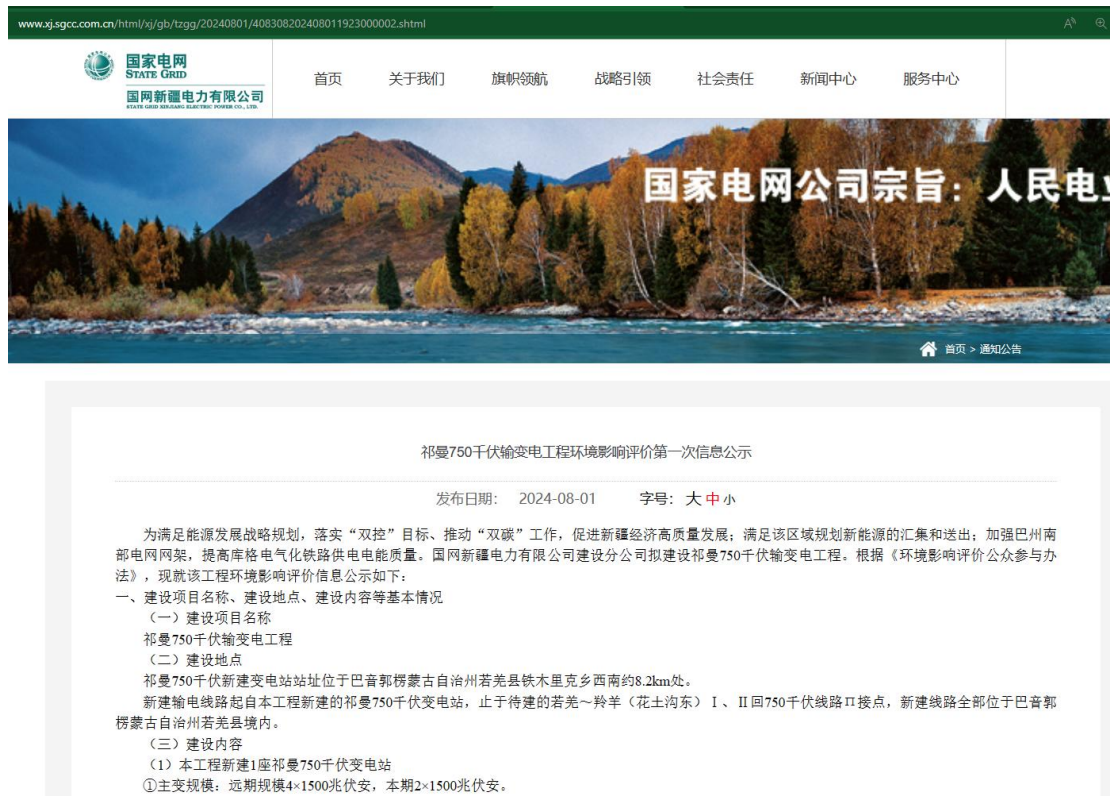 www.xj.sgcc.com.cn/html/xj/gb/tzgg/20240801/408308202408011923000002.shtml
国家电网
STATE GRID
国网新疆电力有限公司
STATE GRID XINJIANG ELECTRIC POWER CO., LTD.
首页 关于我们 旗帜领航 战略引领 社会责任 新闻中心 服务中心
国家电网公司宗旨：人民电业
首页 > 通知公告
祁曼750千伏输变电工程环境影响评价第一次信息公示
发布日期： 2024-08-01 字号： 大 中 小
为满足能源发展战略规划，落实“双控”目标、推动“双碳”工作，促进新疆经济高质量发展；满足该区域规划新能源的汇集和送出；加强巴州南
部电网网架，提高库格电气化铁路供电电能质量。国网新疆电力有限公司建设分公司拟建设祁曼750千伏输变电工程。根据《环境影响评价公众参与办
法》，现就该工程环境影响评价信息公示如下：
一、建设项目名称、建设地点、建设内容等基本情况
（一）建设项目名称
祁曼750千伏输变电工程
（二）建设地点
祁曼750千伏新建变电站站址位于巴音郭楞蒙古自治州若羌县铁木里克乡西南约8.2km处。
新建输电线路起自本工程新建的祁曼750千伏变电站，止于待建的若羌～羚羊（花土沟东）Ⅰ、Ⅱ回750千伏线路π接点，新建线路全部位于巴音郭
楞蒙古自治州若羌县境内。
（三）建设内容
（1）本工程新建1座祁曼750千伏变电站
①主变规模：远期规模4×1500兆伏安，本期2×1500兆伏安。